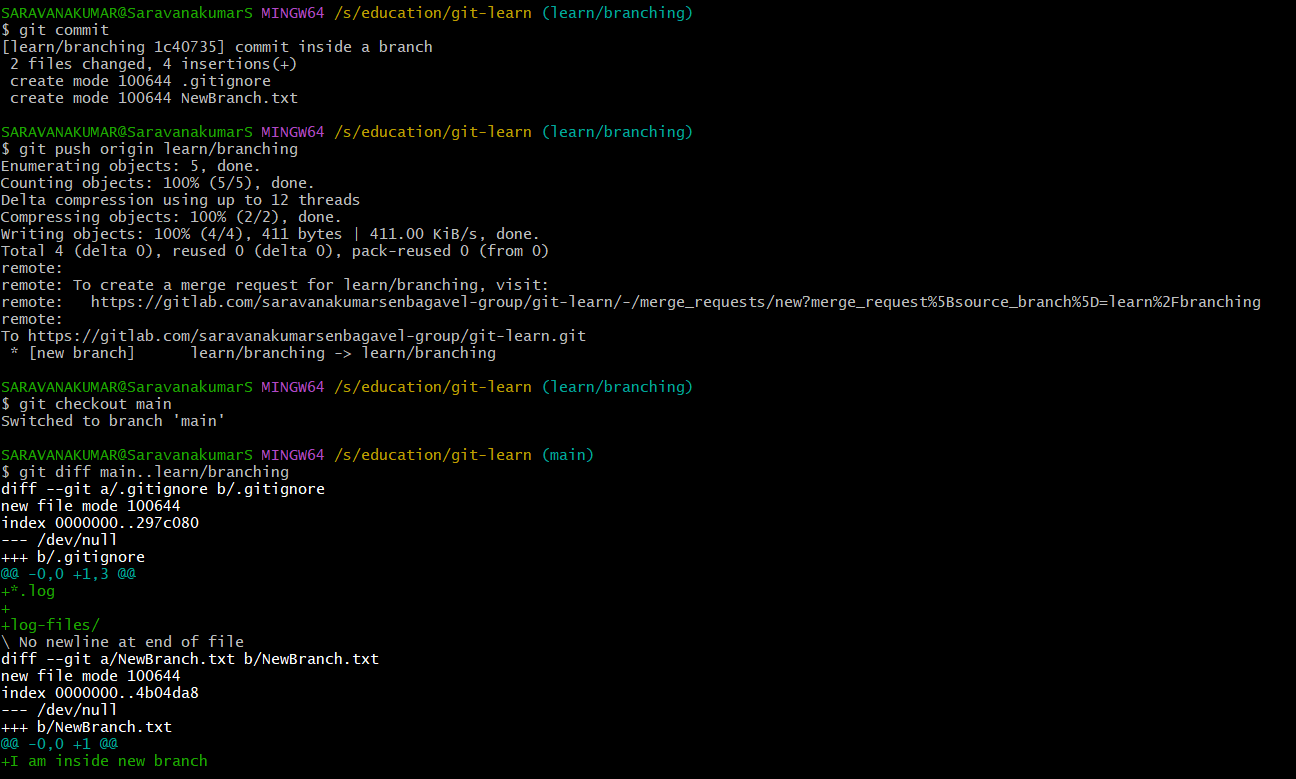 SARAVANAKUMAR@SaravanakumarS MINGW64 /s/education/git-learn (learn/branching)
$ git commit
[learn/branching 1c40735] commit inside a branch
 2 files changed, 4 insertions(+)
 create mode 100644 .gitignore
 create mode 100644 NewBranch.txt

SARAVANAKUMAR@SaravanakumarS MINGW64 /s/education/git-learn (learn/branching)
$ git push origin learn/branching
Enumerating objects: 5, done.
Counting objects: 100% (5/5), done.
Delta compression using up to 12 threads
Compressing objects: 100% (2/2), done.
Writing objects: 100% (4/4), 411 bytes | 411.00 KiB/s, done.
Total 4 (delta 0), reused 0 (delta 0), pack-reused 0 (from 0)
remote:
remote: To create a merge request for learn/branching, visit:
remote:   https://gitlab.com/saravanakumarsenbagavel-group/git-learn/-/merge_requests/new?merge_request%5Bsource_branch%5D=learn%2Fbranching
remote:
To https://gitlab.com/saravanakumarsenbagavel-group/git-learn.git
 * [new branch]      learn/branching -> learn/branching

SARAVANAKUMAR@SaravanakumarS MINGW64 /s/education/git-learn (learn/branching)
$ git checkout main
Switched to branch 'main'

SARAVANAKUMAR@SaravanakumarS MINGW64 /s/education/git-learn (main)
$ git diff main..learn/branching
diff --git a/.gitignore b/.gitignore
new file mode 100644
index 0000000..297c080
--- /dev/null
+++ b/.gitignore
@@ -0,0 +1,3 @@
+*.log
+
+log-files/
\ No newline at end of file
diff --git a/NewBranch.txt b/NewBranch.txt
new file mode 100644
index 0000000..4b04da8
--- /dev/null
+++ b/NewBranch.txt
@@ -0,0 +1 @@
+I am inside new branch